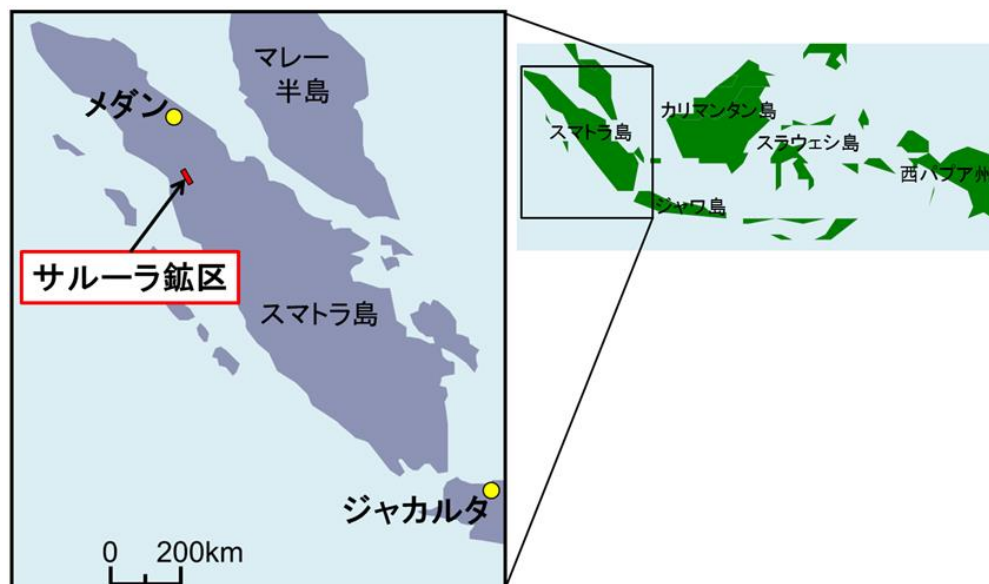 マレー
半島
メダン
サルーラ鉱区
スマトラ島
ジャカルタ
0 200km
カリマンタン島
スマトラ島
スラウェシ島
西パプア州
ジャワ島